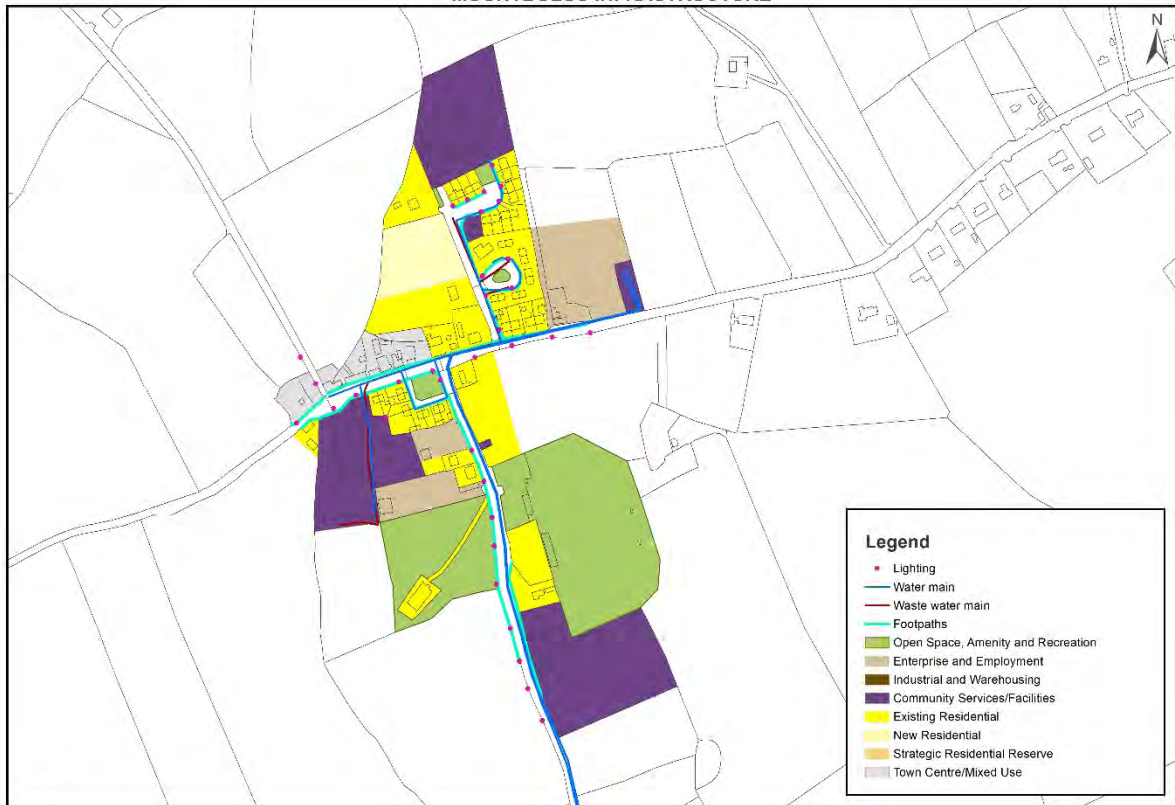 N
Legend
Lighting
Water main
Waste water main
Footpaths
Open Space, Amenity and Recreation
Enterprise and Employment
Industrial and Warehousing
Community Services/Facilities
Existing Residential
New Residential
Strategic Residential Reserve
Town Centre/Mixed Use